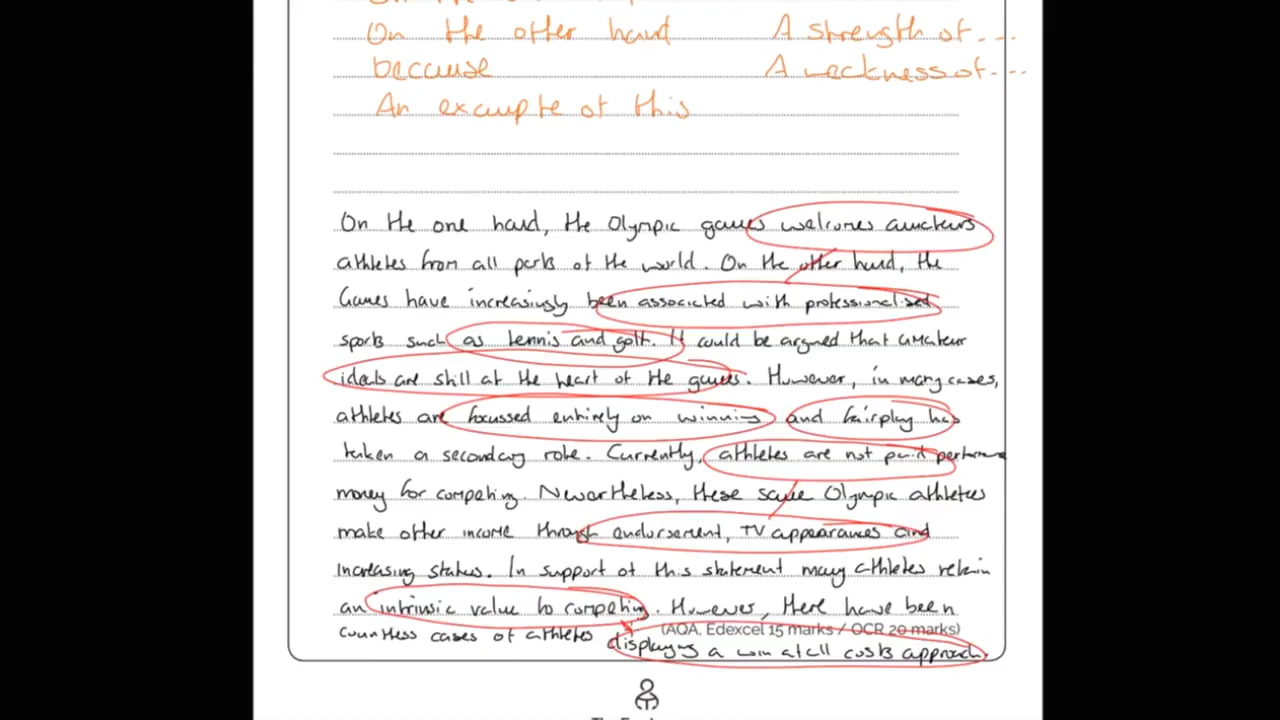 On the other hand A strength of...
because A weakness of...
An example of this
On the one hand, the Olympic games welcomes amateurs
athletes from all parts of the world. On the other hand, the
Games have increasingly been associated with professionalised
sports such as tennis and golf. It could be argued that amateur
ideals are still at the heart of the games. However, in many cases,
athletes are focussed entirely on winning and fairplay has
taken a secondary role. Currently, athletes are not paid performance
money for competing. Nevertheless, these same Olympic athletes
make other income through endorsement, TV appearances and
increasing status. In support of this statement many athletes retain
an intrinsic value to competing. However, there have been
(AQA, Edexcel 15 marks / OCR 20 marks)
countless cases of athletes displaying a win at all costs approach.